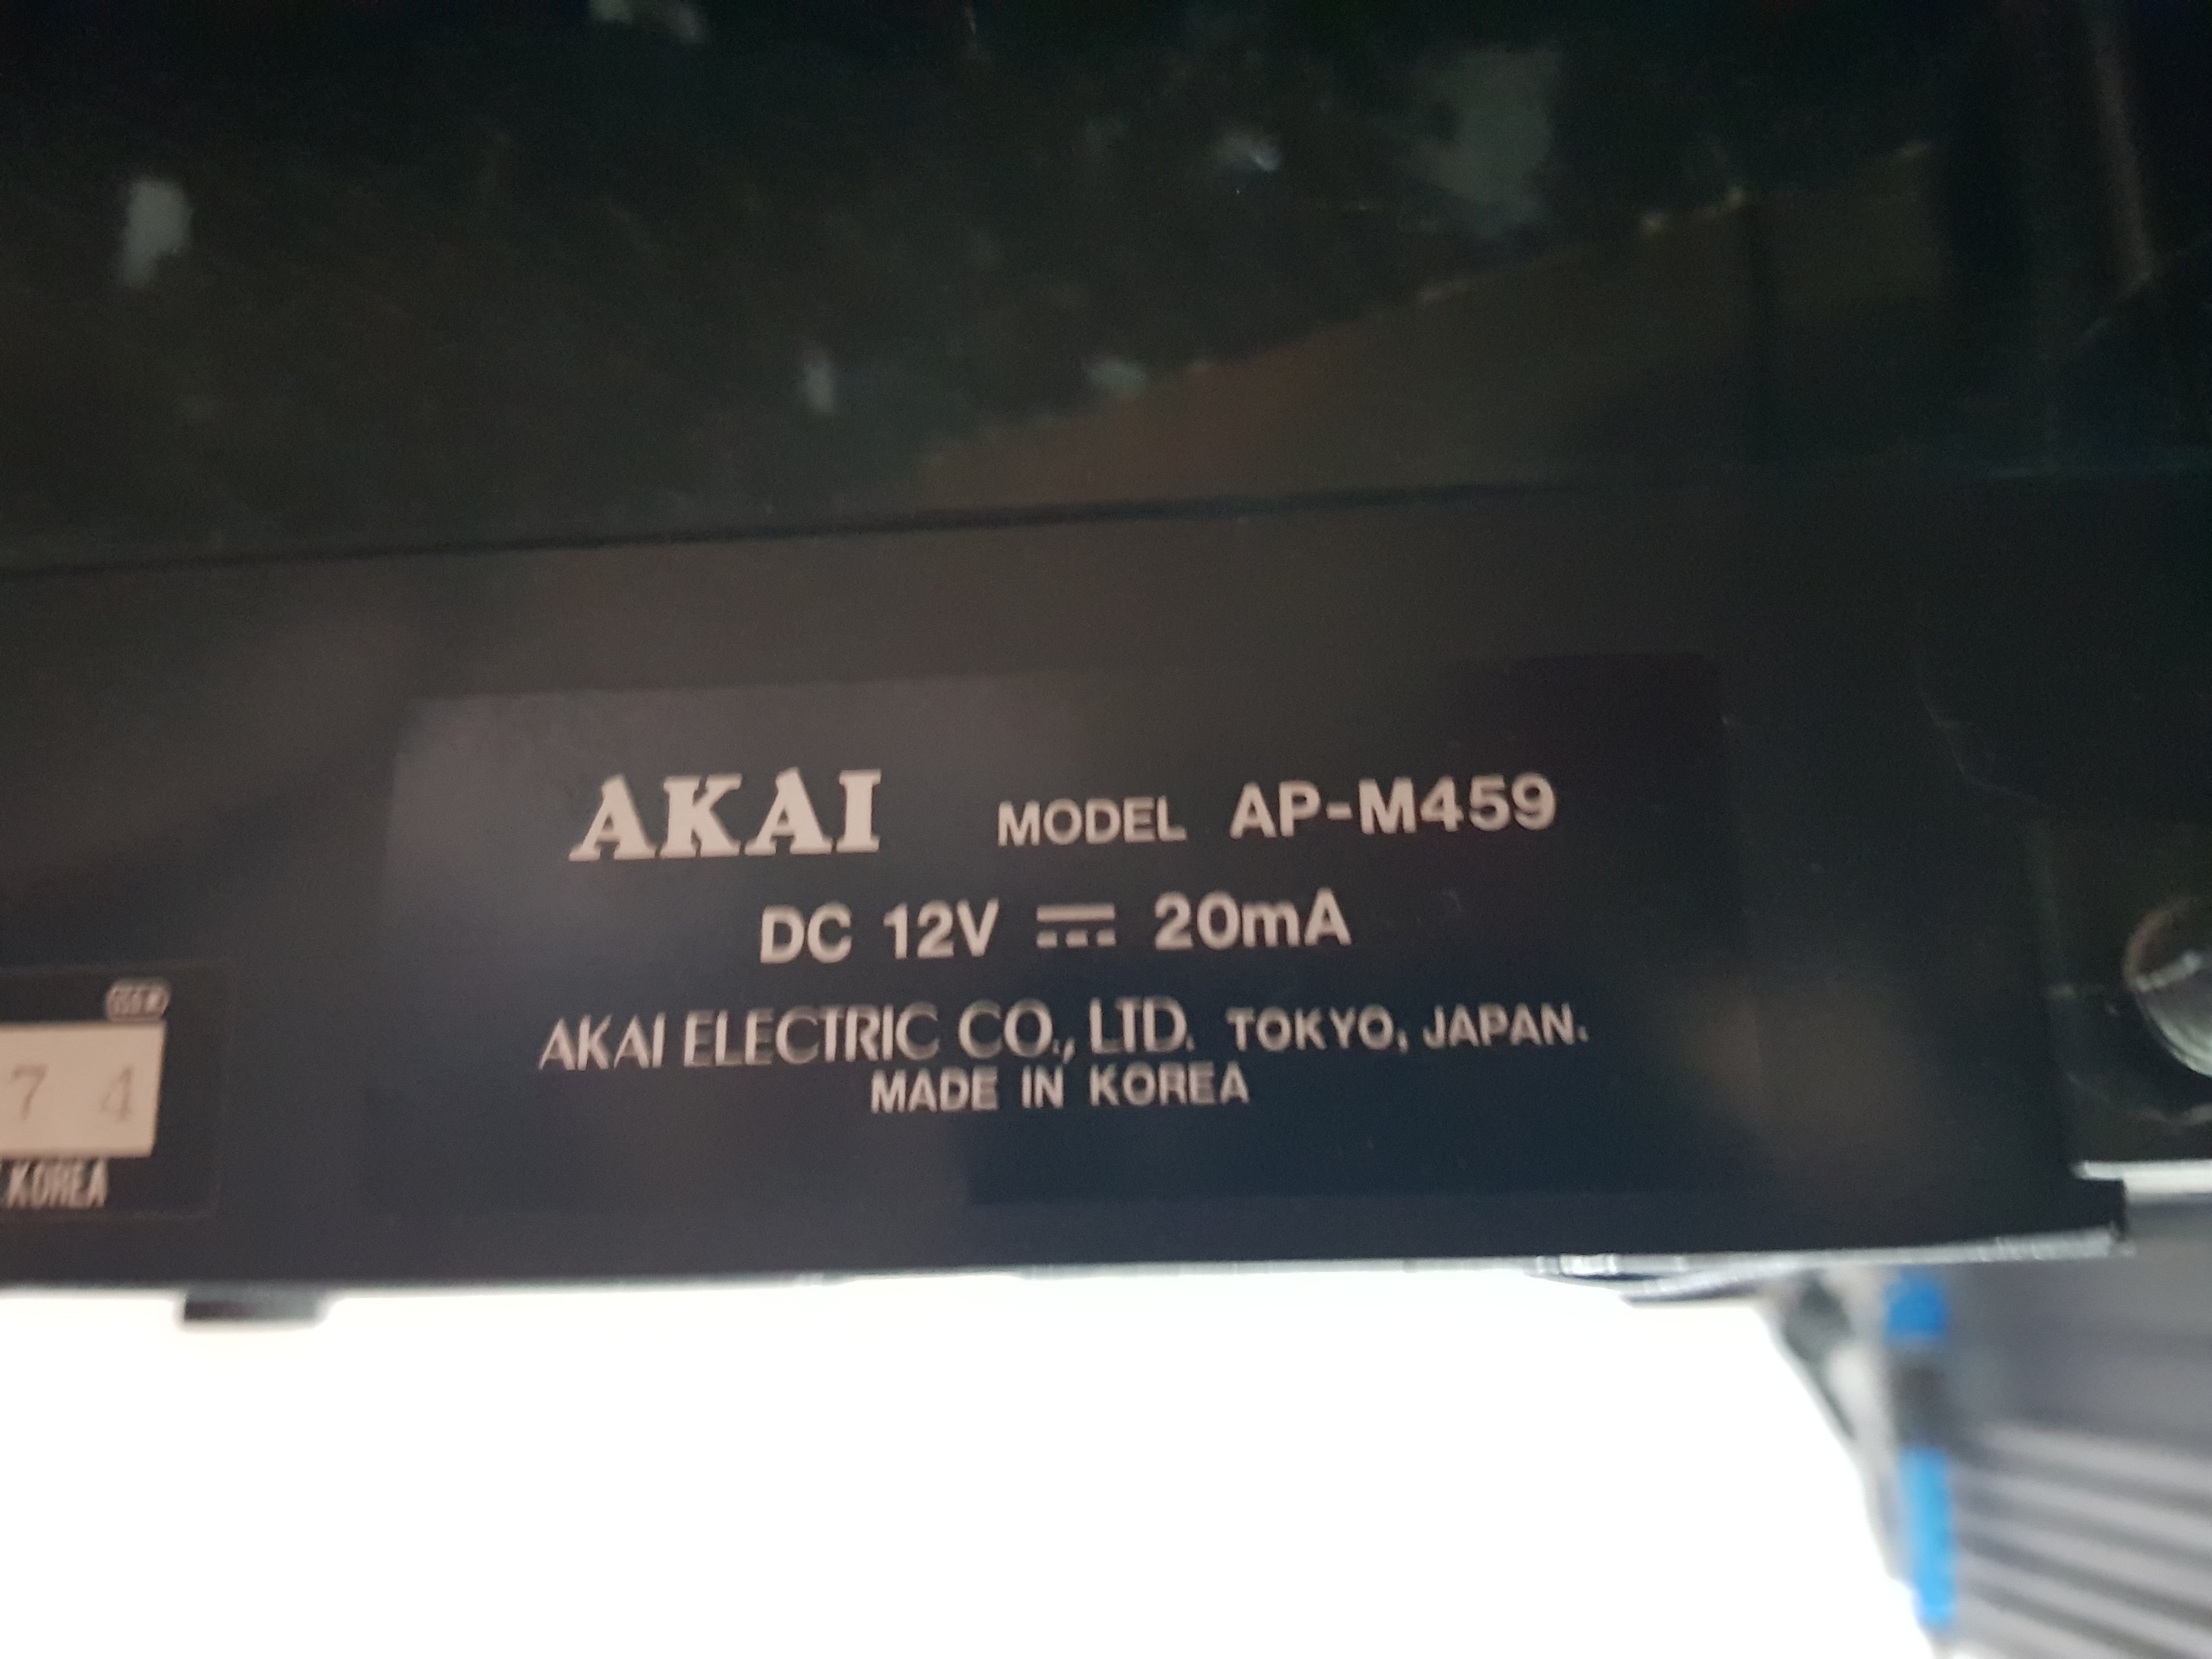 AKAI MODEL AP-M459
DC 12V ⎓ 20mA
AKAI ELECTRIC CO., LTD. TOKYO, JAPAN.
MADE IN KOREA
7 4
KOREA